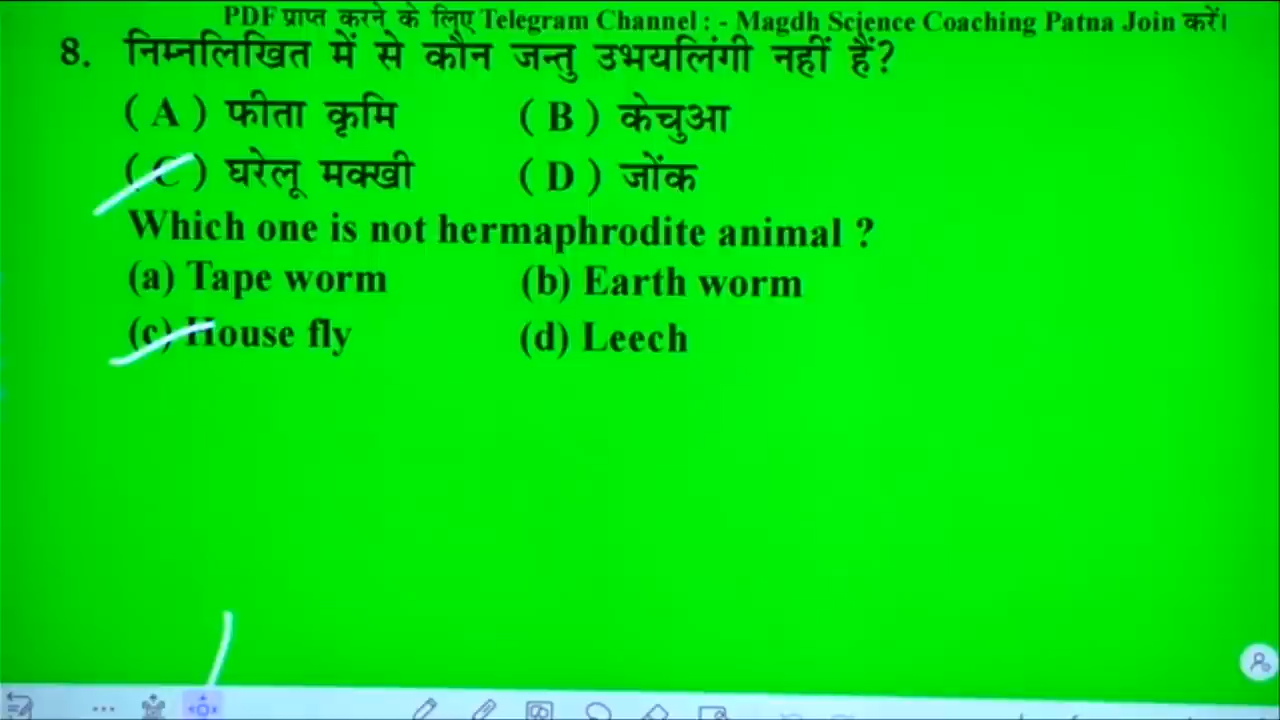 PDF प्राप्त करने के लिए Telegram Channel : - Magdh Science Coaching Patna Join करें।
8. निम्नलिखित में से कौन जन्तु उभयलिंगी नहीं हैं?
( A ) फीता कृमि ( B ) केचुआ
( C ) घरेलू मक्खी ( D ) जोंक
Which one is not hermaphrodite animal ?
(a) Tape worm (b) Earth worm
(c) House fly (d) Leech